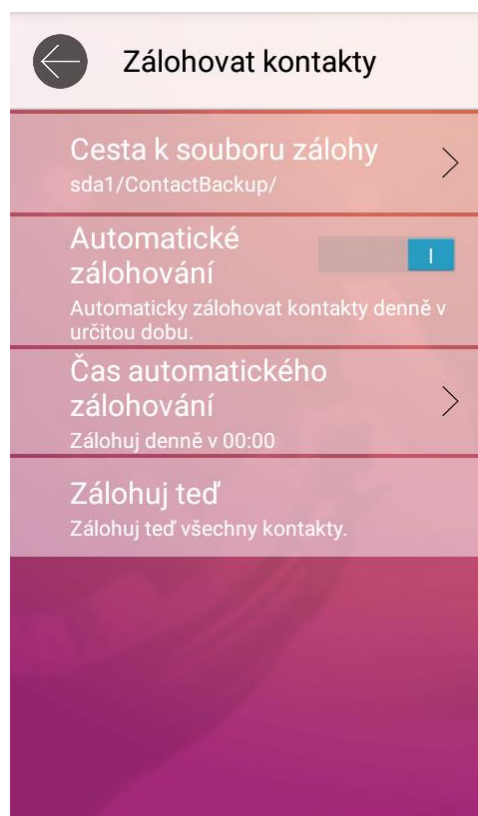 Zálohovat kontakty
Cesta k souboru zálohy
sda1/ContactBackup/
Automatické
zálohování
I
Automaticky zálohovat kontakty denně v
určitou dobu.
Čas automatického
zálohování
Zálohuj denně v 00:00
Zálohuj teď
Zálohuj teď všechny kontakty.